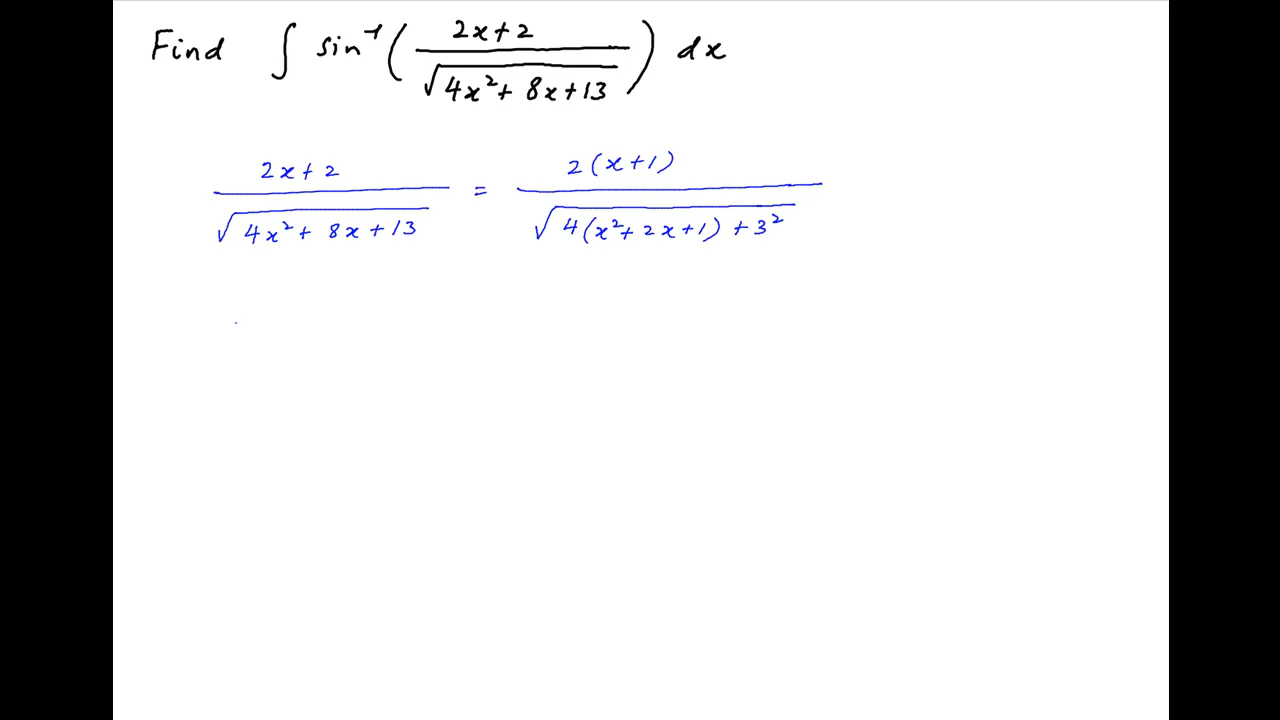 Find ∫ sin⁻¹ ( (2x+2) / √(4x²+ 8x+13) ) dx
(2x+2) / √(4x²+ 8x+13) = 2(x+1) / √(4(x²+2x+1)+3²)